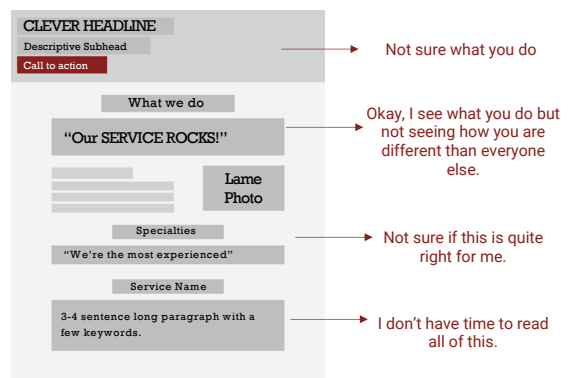 CLEVER HEADLINE
Descriptive Subhead
Call to action
Not sure what you do
What we do
“Our SERVICE ROCKS!”
Okay, I see what you do but
not seeing how you are
different than everyone
else.
Lame
Photo
Specialties
“We’re the most experienced”
Not sure if this is quite
right for me.
Service Name
3-4 sentence long paragraph with a
few keywords.
I don’t have time to read
all of this.